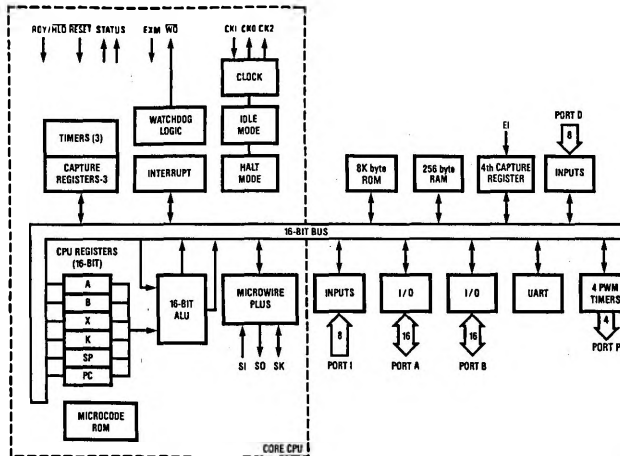 RDY/HLD RESET STATUS EXM WO CKI CKO CK2
CLOCK
WATCHDOG
LOGIC
IDLE
MODE
TIMERS (3)
CAPTURE
REGISTERS-3
INTERRUPT
HALT
MODE
8K byte
ROM
256 byte
RAM
EI
4th CAPTURE
REGISTER
PORT D
8
INPUTS
16-BIT BUS
CPU REGISTERS
(16-BIT)
A
B
X
K
SP
PC
16-BIT
ALU
MICROWIRE
PLUS
SI SO SK
INPUTS
8
PORT I
I/O
16
PORT A
I/O
16
PORT B
UART
4 PWM
TIMERS
4
PORT P
MICROCODE
ROM
CORE CPU